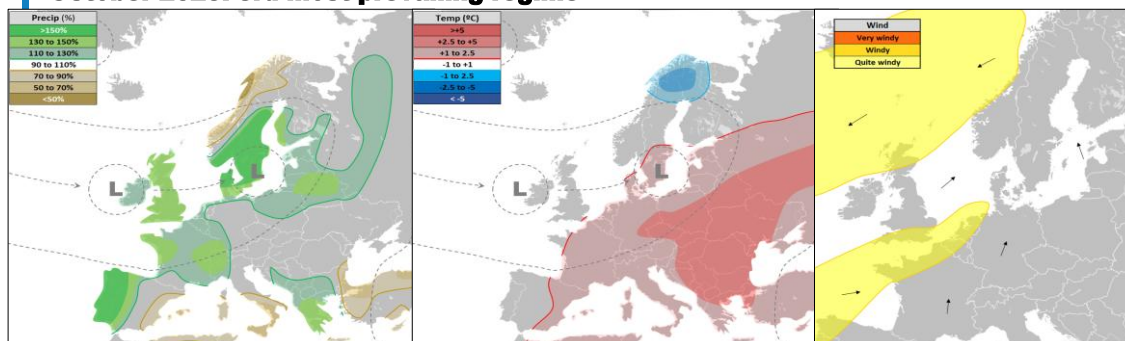 Precip (%)
>150%
130 to 150%
110 to 130%
90 to 110%
70 to 90%
50 to 70%
<50%
L
L
Temp (ºC)
>+5
+2.5 to +5
+1 to 2.5
-1 to +1
-1 to 2.5
-2.5 to -5
< -5
L
L
Wind
Very windy
Windy
Quite windy